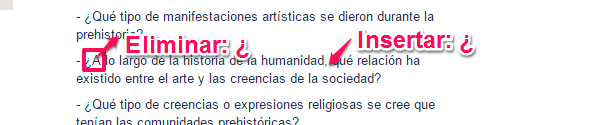 - ¿Qué tipo de manifestaciones artísticas se dieron durante la
prehistoria?
Eliminar: ¿
Insertar: ¿
- ¿A lo largo de la historia de la humanidad, qué relación ha
existido entre el arte y las creencias de la sociedad?
- ¿Qué tipo de creencias o expresiones religiosas se cree que
tenían las comunidades prehistóricas?